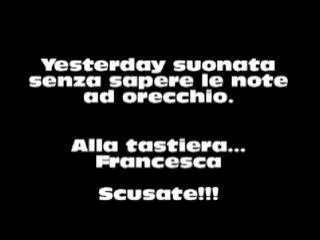 Yesterday suonata
senza sapere le note
ad orecchio.
Alla tastiera...
Francesca
Scusate!!!